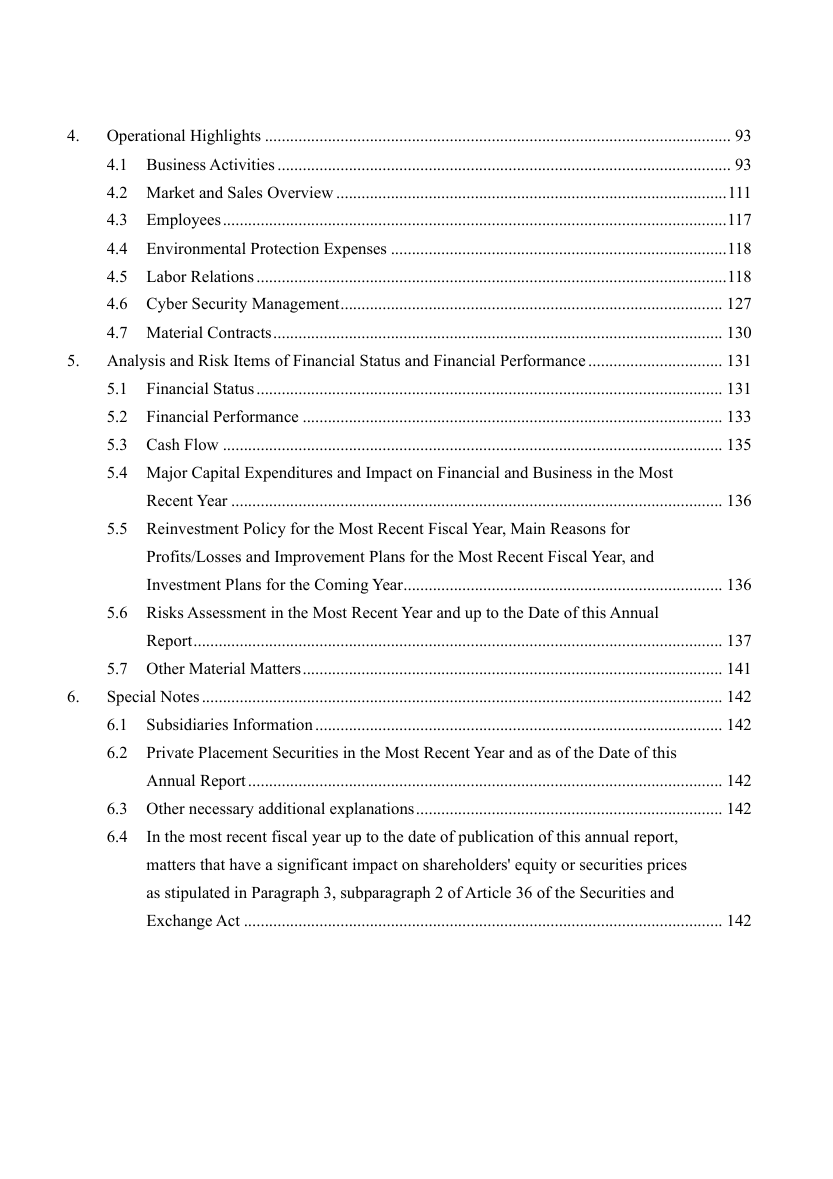 4. Operational Highlights ........................................................................ 93
4.1 Business Activities ........................................................................ 93
4.2 Market and Sales Overview ........................................................................ 111
4.3 Employees ........................................................................ 117
4.4 Environmental Protection Expenses ........................................................................ 118
4.5 Labor Relations ........................................................................ 118
4.6 Cyber Security Management ........................................................................ 127
4.7 Material Contracts ........................................................................ 130
5. Analysis and Risk Items of Financial Status and Financial Performance ................................ 131
5.1 Financial Status ........................................................................ 131
5.2 Financial Performance ........................................................................ 133
5.3 Cash Flow ........................................................................ 135
5.4 Major Capital Expenditures and Impact on Financial and Business in the Most
Recent Year ........................................................................ 136
5.5 Reinvestment Policy for the Most Recent Fiscal Year, Main Reasons for
Profits/Losses and Improvement Plans for the Most Recent Fiscal Year, and
Investment Plans for the Coming Year ........................................................................ 136
5.6 Risks Assessment in the Most Recent Year and up to the Date of this Annual
Report ........................................................................ 137
5.7 Other Material Matters ........................................................................ 141
6. Special Notes ........................................................................ 142
6.1 Subsidiaries Information ........................................................................ 142
6.2 Private Placement Securities in the Most Recent Year and as of the Date of this
Annual Report ........................................................................ 142
6.3 Other necessary additional explanations ........................................................................ 142
6.4 In the most recent fiscal year up to the date of publication of this annual report,
matters that have a significant impact on shareholders' equity or securities prices
as stipulated in Paragraph 3, subparagraph 2 of Article 36 of the Securities and
Exchange Act ........................................................................ 142